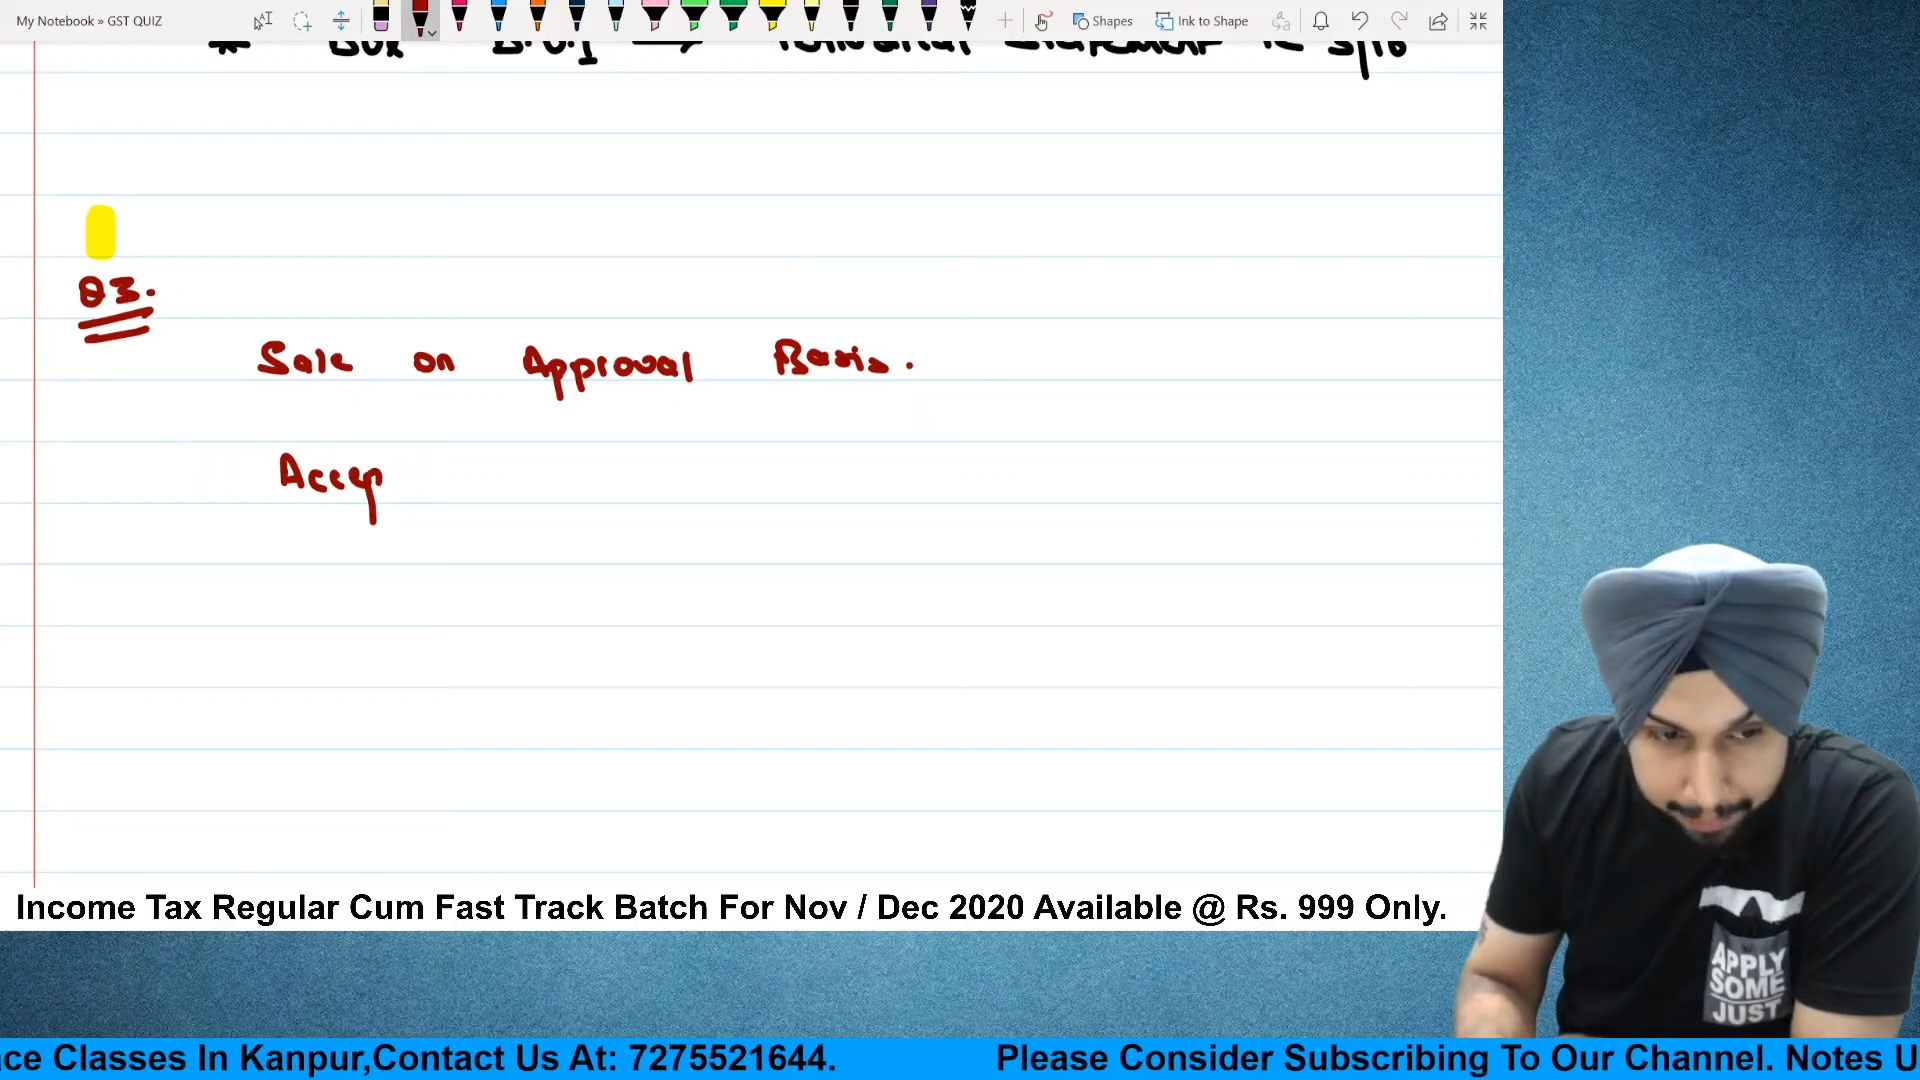 My Notebook » GST QUIZ
Shapes
Ink to Shape
Statement
Q3.
Sale on Approval Basis.
Accep
APPLY
SOME
JUST
Income Tax Regular Cum Fast Track Batch For Nov / Dec 2020 Available @ Rs. 999 Only.
ce Classes In Kanpur,Contact Us At: 7275521644. Please Consider Subscribing To Our Channel. Notes U